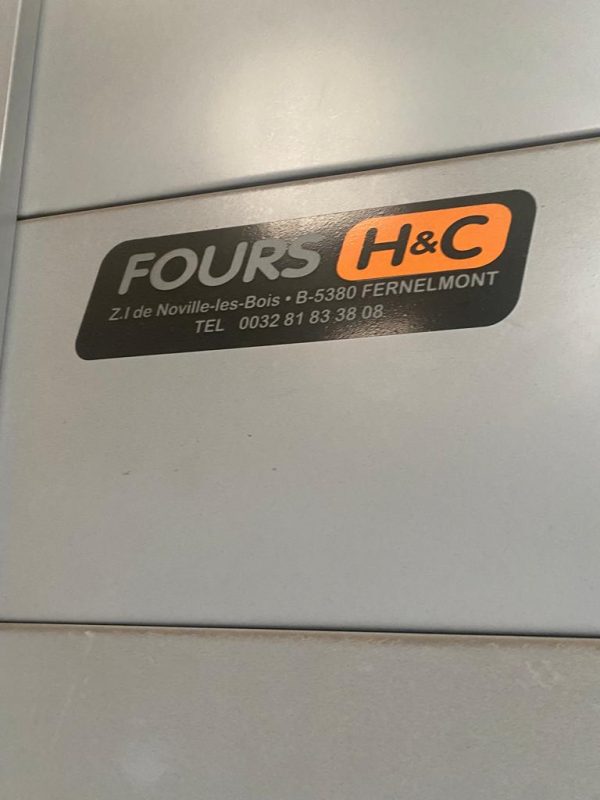 FOURS H&C
Z.I de Noville-les-Bois • B-5380 FERNELMONT
TEL 0032 81 83 38 08